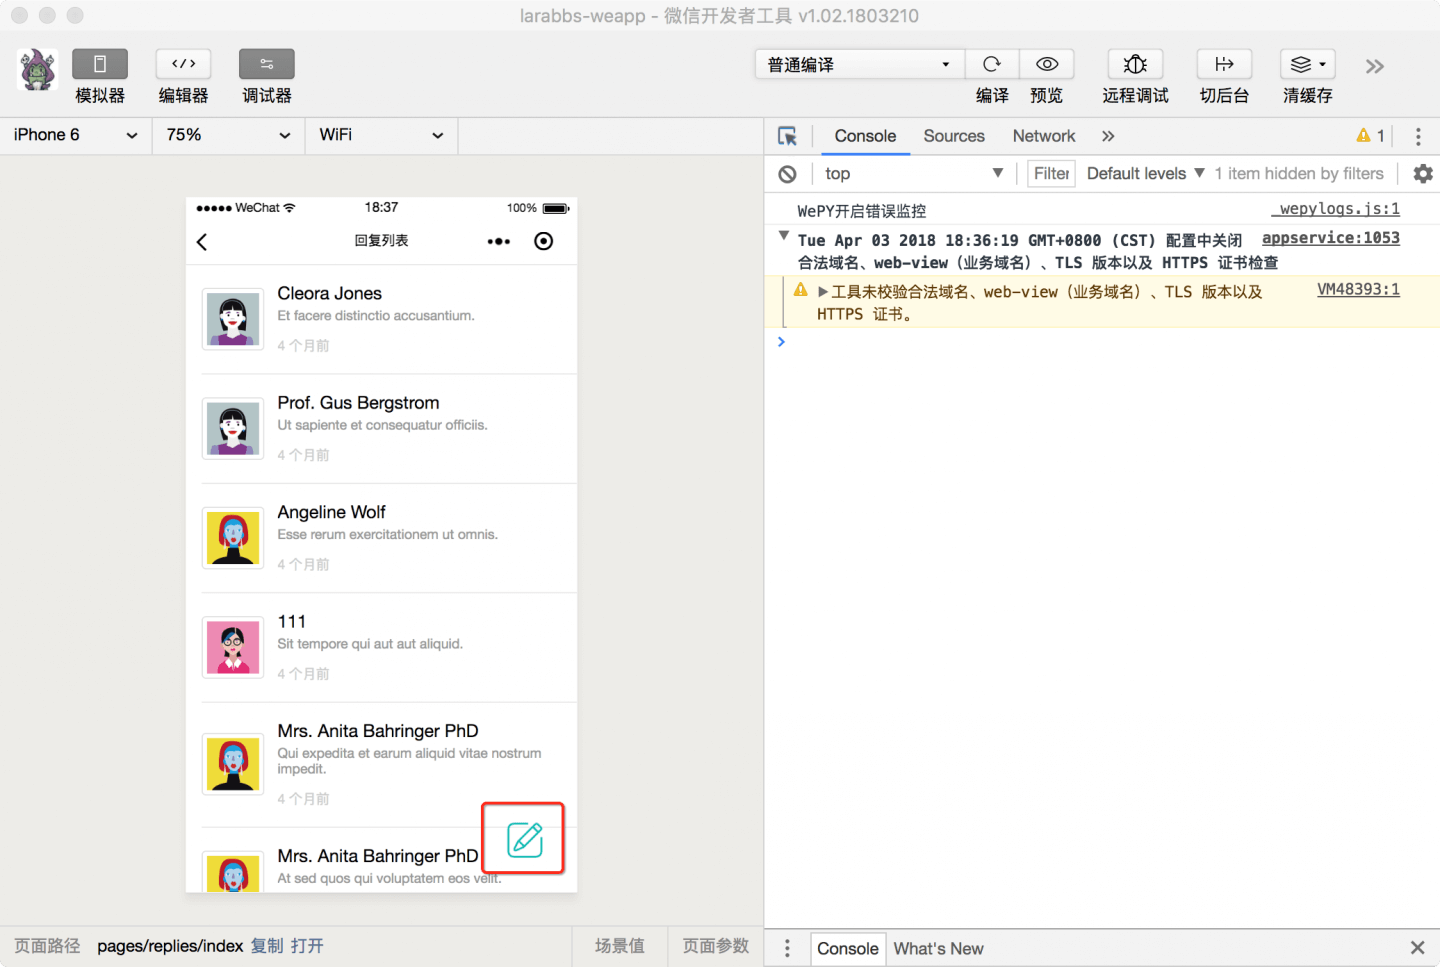 larabbs-weapp - 微信开发者工具 v1.02.1803210
模拟器
编辑器
调试器
普通编译
编译
预览
远程调试
切后台
清缓存
iPhone 6
75%
WiFi
Console
Sources
Network
1
top
Filter
Default levels
1 item hidden by filters
WeChat
18:37
100%
回复列表
Cleora Jones
Et facere distinctio accusantium.
4 个月前
Prof. Gus Bergstrom
Ut sapiente et consequatur officiis.
4 个月前
Angeline Wolf
Esse rerum exercitationem ut omnis.
4 个月前
111
Sit tempore qui aut aut aliquid.
4 个月前
Mrs. Anita Bahringer PhD
Qui expedita et earum aliquid vitae nostrum
impedit.
4 个月前
Mrs. Anita Bahringer PhD
At sed quos qui voluptatem eos velit.
WePY开启错误监控
_wepylogs.js:1
Tue Apr 03 2018 18:36:19 GMT+0800 (CST) 配置中关闭
appservice:1053
合法域名、web-view（业务域名）、TLS 版本以及 HTTPS 证书检查
工具未校验合法域名、web-view（业务域名）、TLS 版本以及
VM48393:1
HTTPS 证书。
页面路径
pages/replies/index
复制
打开
场景值
页面参数
Console
What's New